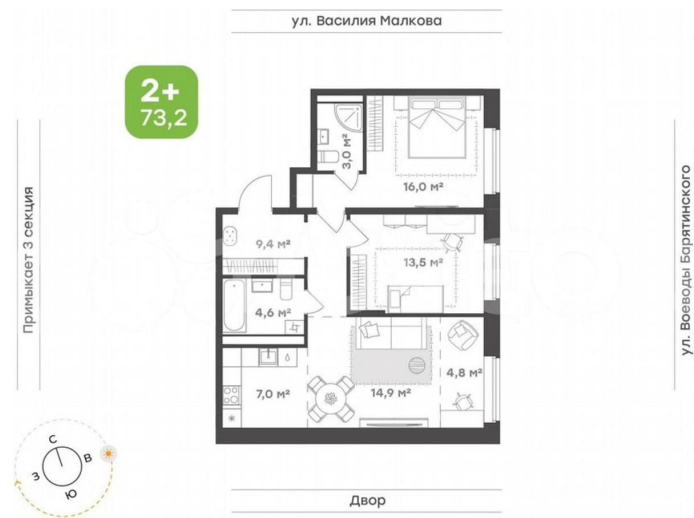 ул. Василия Малкова
2+
73,2
3,0 м²
16,0 м²
Примыкает 3 секция
9,4 м²
13,5 м²
ул. Воеводы Барятинского
4,6 м²
7,0 м²
14,9 м²
4,8 м²
С
З
В
Ю
Двор